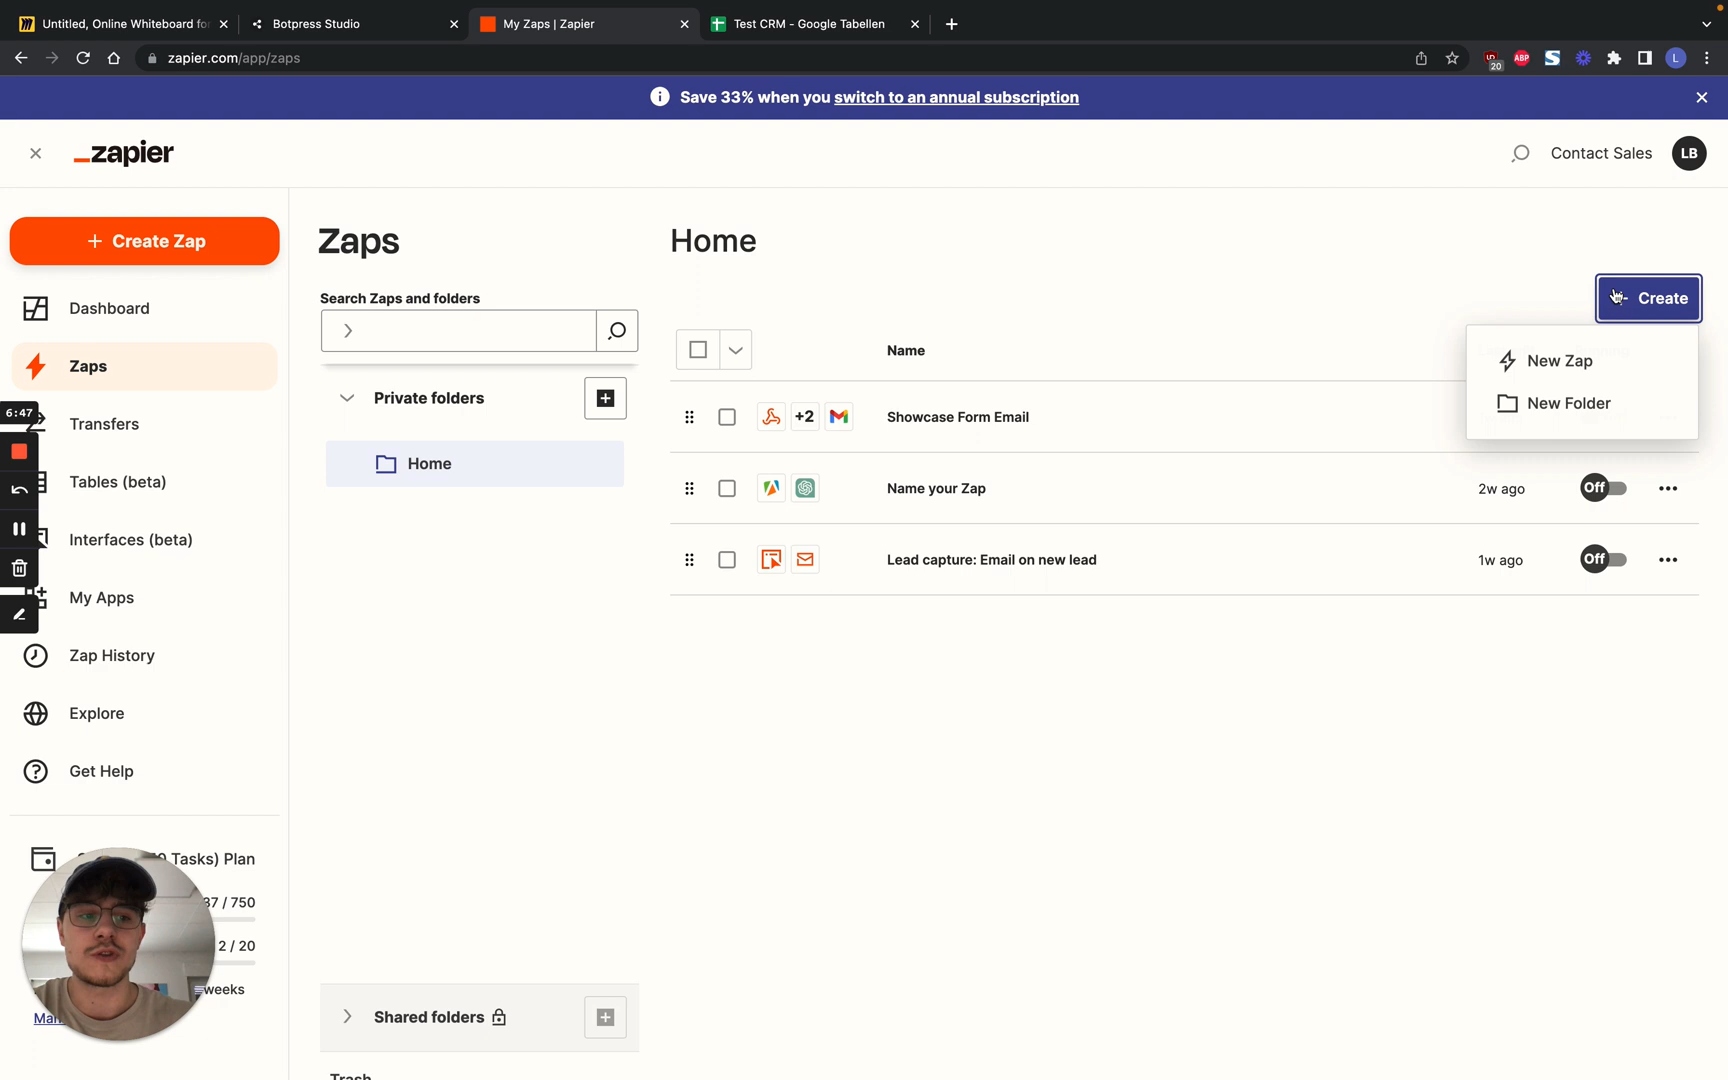 Untitled, Online Whiteboard for
Botpress Studio
My Zaps | Zapier
Test CRM - Google Tabellen
zapier.com/app/zaps
20
ABP
L
Save 33% when you switch to an annual subscription
zapier
Contact Sales
LB
Create Zap
Dashboard
Zaps
6:47
Transfers
Tables (beta)
Interfaces (beta)
My Apps
Zap History
Explore
Get Help
Tasks) Plan
37 / 750
2 / 20
weeks
Zaps
Search Zaps and folders
Private folders
Home
Shared folders
Trash
Home
Create
New Zap
New Folder
Name
+2
Showcase Form Email
Name your Zap
2w ago
Off
Lead capture: Email on new lead
1w ago
Off